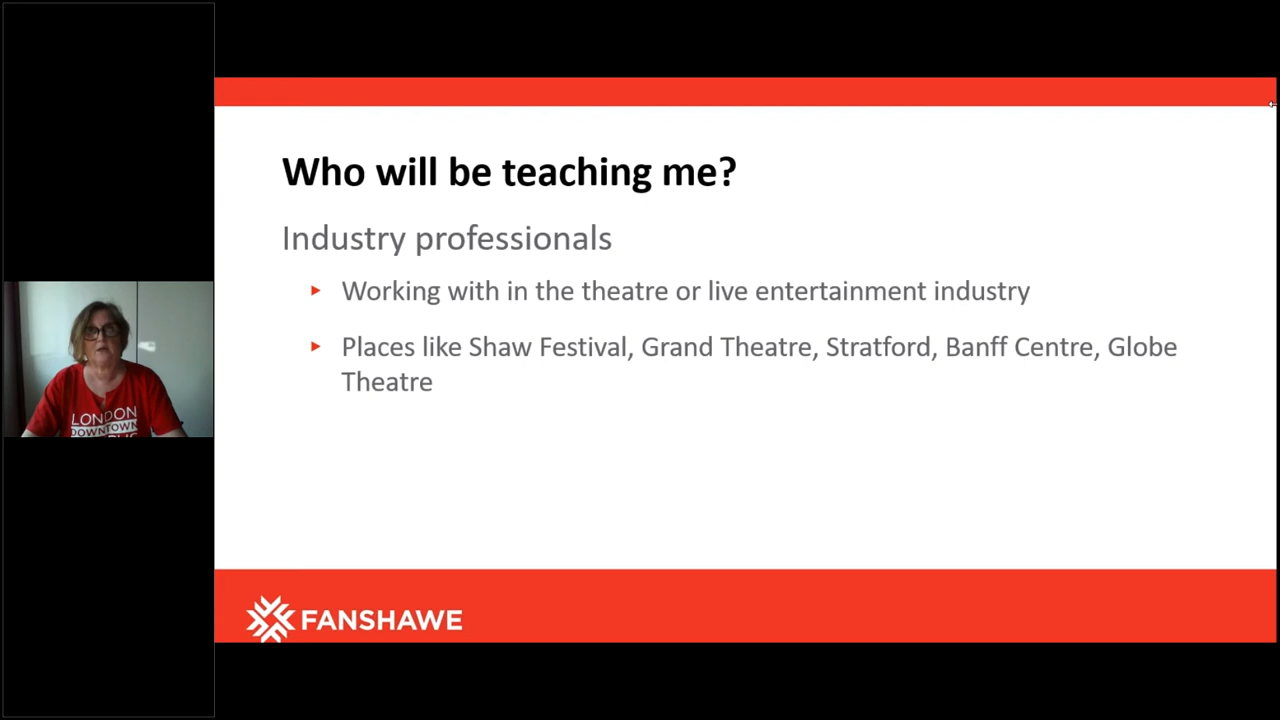 Who will be teaching me?
Industry professionals
Working with in the theatre or live entertainment industry
Places like Shaw Festival, Grand Theatre, Stratford, Banff Centre, Globe
Theatre
LONDON
DOWNTOWN
FANSHAWE